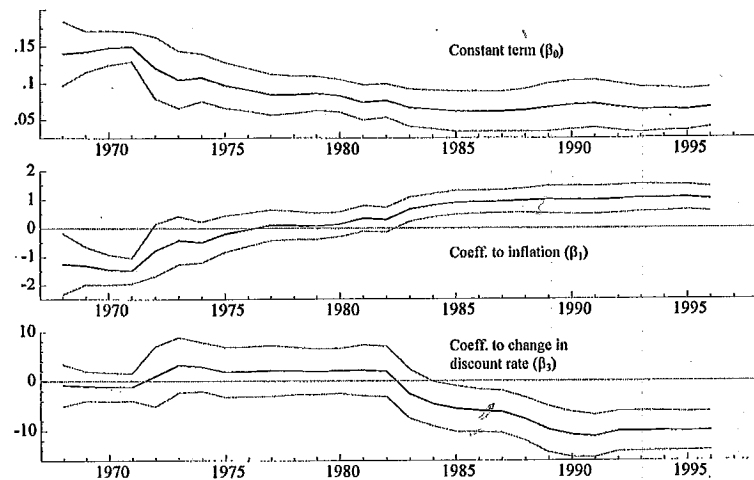 .15
.1
.05
Constant term (β₀)
1970 1975 1980 1985 1990 1995
2
1
0
-1
-2
Coeff. to inflation (β₁)
1970 1975 1980 1985 1990 1995
10
0
-10
Coeff. to change in
discount rate (β₃)
1970 1975 1980 1985 1990 1995